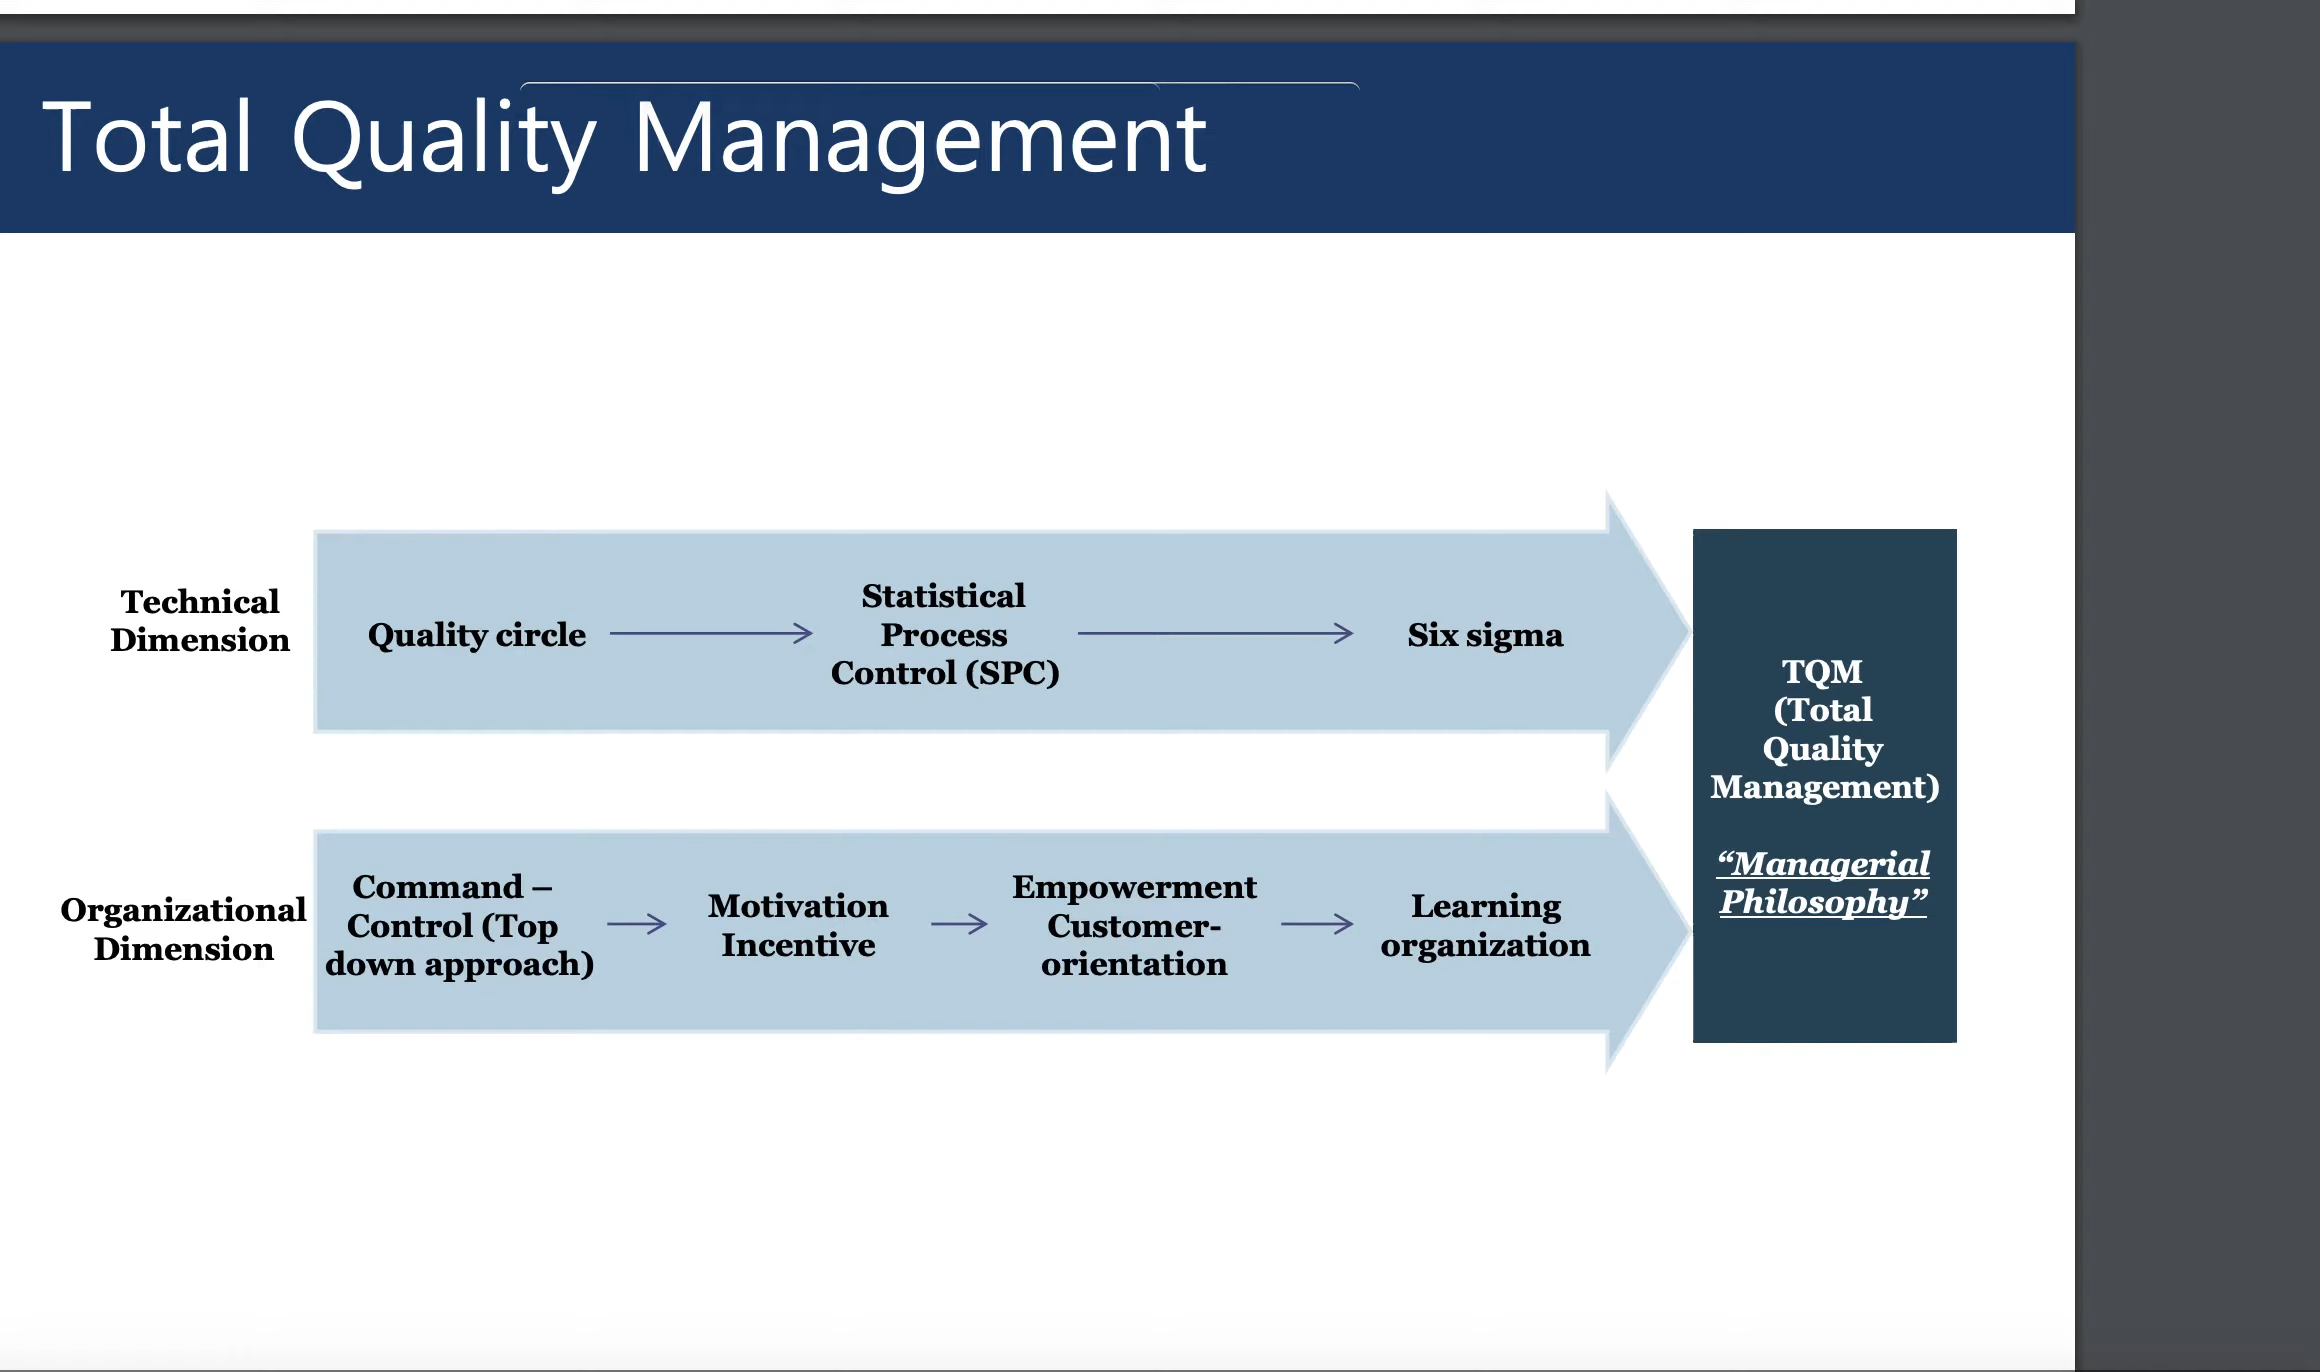 Total Quality Management
Technical
Dimension
Quality circle
Statistical
Process
Control (SPC)
Six sigma
Organizational
Dimension
Command –
Control (Top
down approach)
Motivation
Incentive
Empowerment
Customer-
orientation
Learning
organization
TQM
(Total
Quality
Management)
“Managerial
Philosophy”